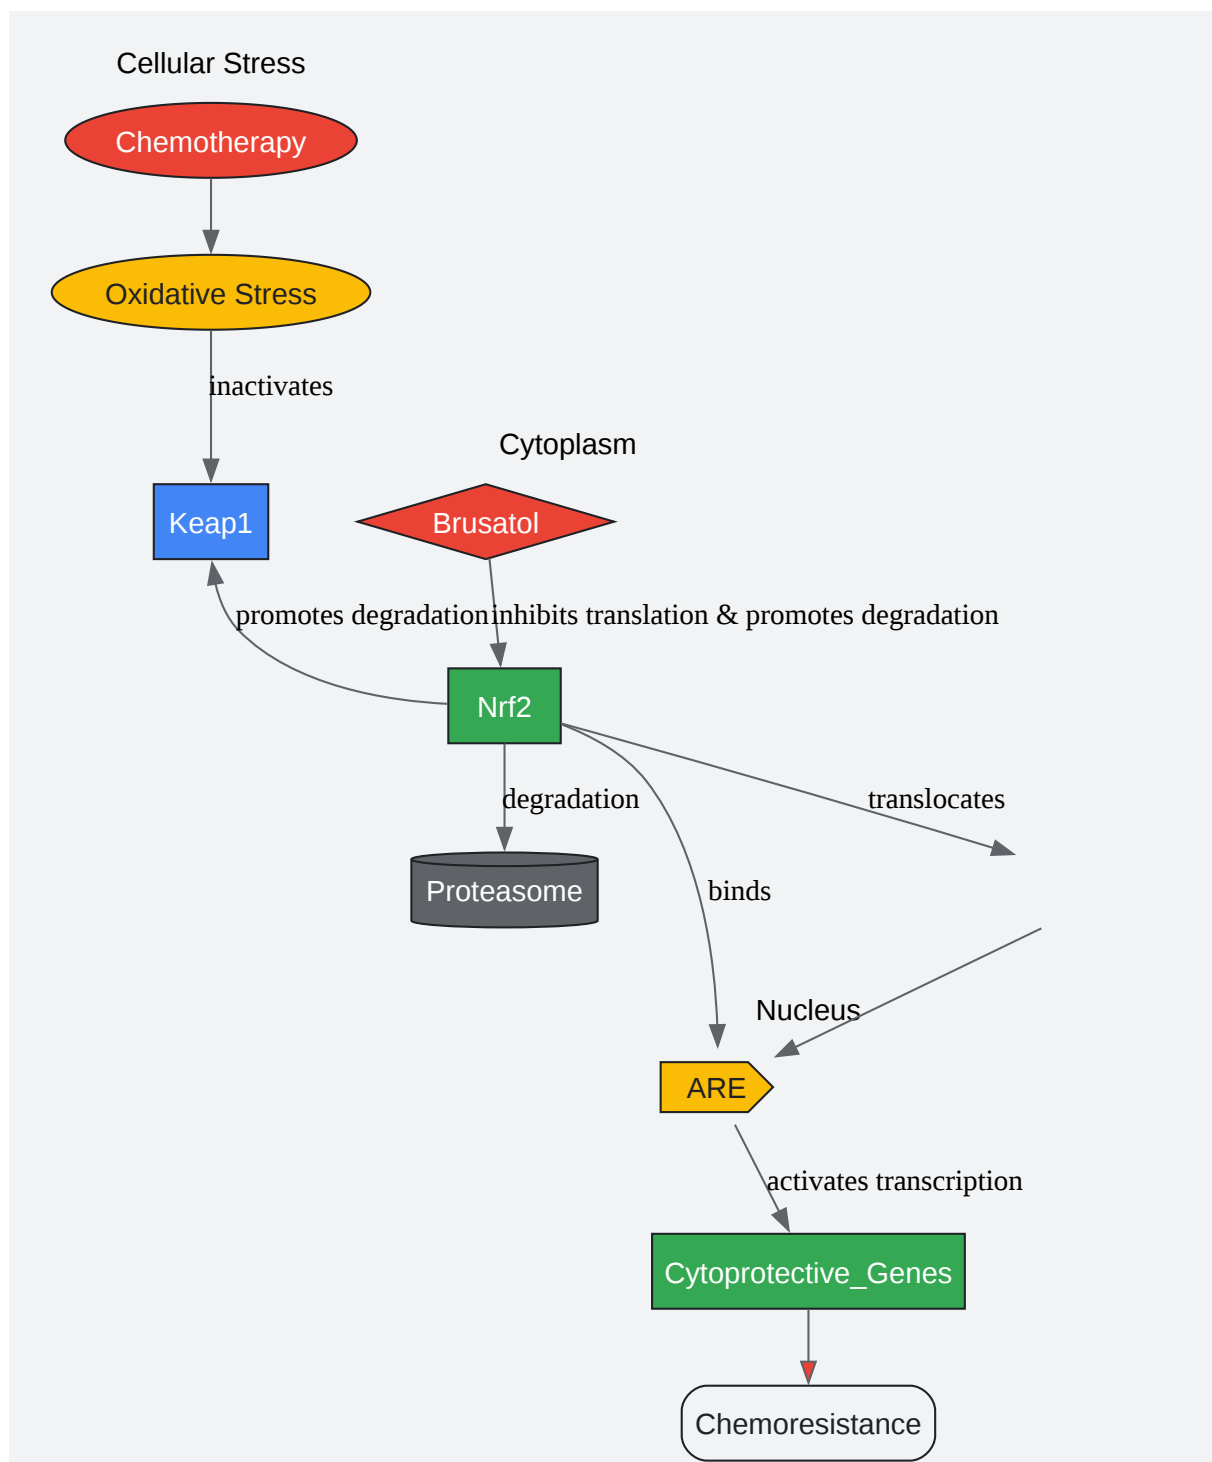 Cellular Stress
Chemotherapy
Oxidative Stress
inactivates
Cytoplasm
Keap1
Brusatol
promotes degradation
inhibits translation & promotes degradation
Nrf2
degradation
translocates
Proteasome
binds
Nucleus
ARE
activates transcription
Cytoprotective_Genes
Chemoresistance